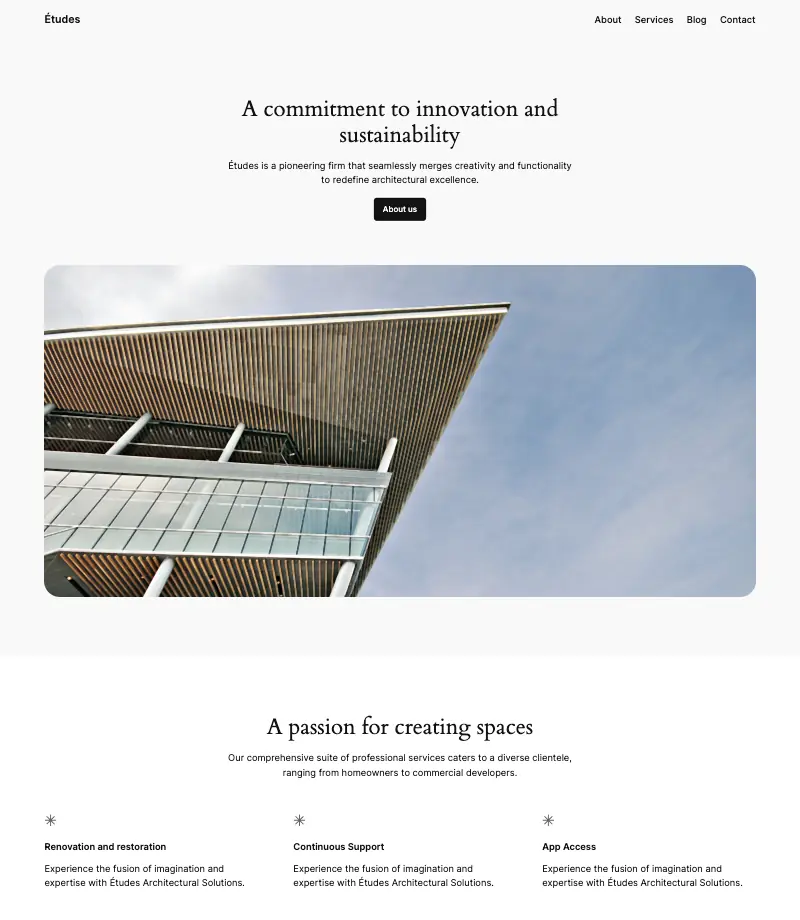 Études
About Services Blog Contact
A commitment to innovation and
sustainability
Études is a pioneering firm that seamlessly merges creativity and functionality
to redefine architectural excellence.
About us
A passion for creating spaces
Our comprehensive suite of professional services caters to a diverse clientele,
ranging from homeowners to commercial developers.
Renovation and restoration
Experience the fusion of imagination and
expertise with Études Architectural Solutions.
Continuous Support
Experience the fusion of imagination and
expertise with Études Architectural Solutions.
App Access
Experience the fusion of imagination and
expertise with Études Architectural Solutions.